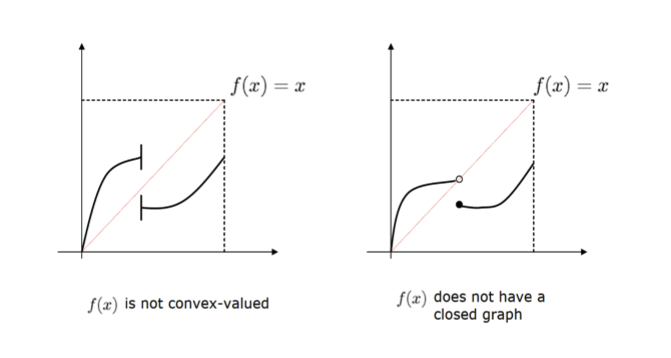 f(x) = x
f(x) = x
f(x) is not convex-valued
f(x) does not have a
closed graph